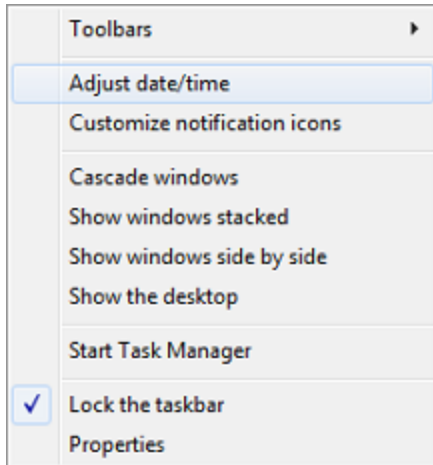 Toolbars
Adjust date/time
Customize notification icons
Cascade windows
Show windows stacked
Show windows side by side
Show the desktop
Start Task Manager
Lock the taskbar
Properties